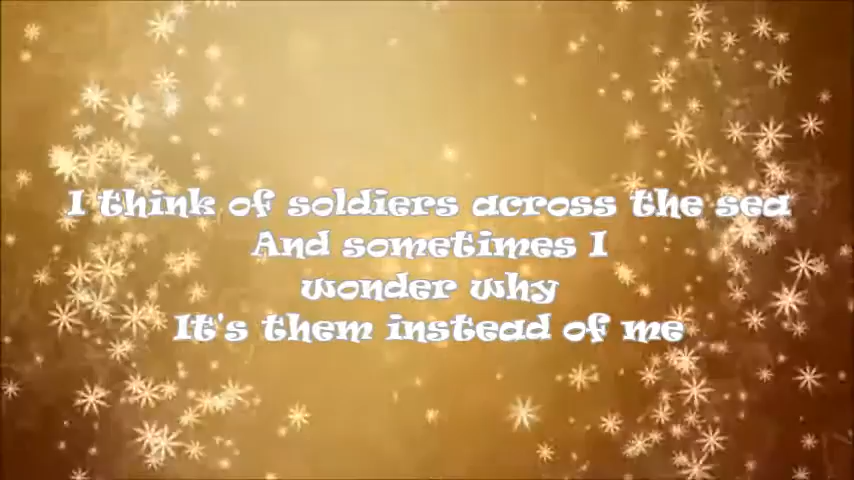 I think of soldiers across the sea
And sometimes I
wonder why
It's them instead of me